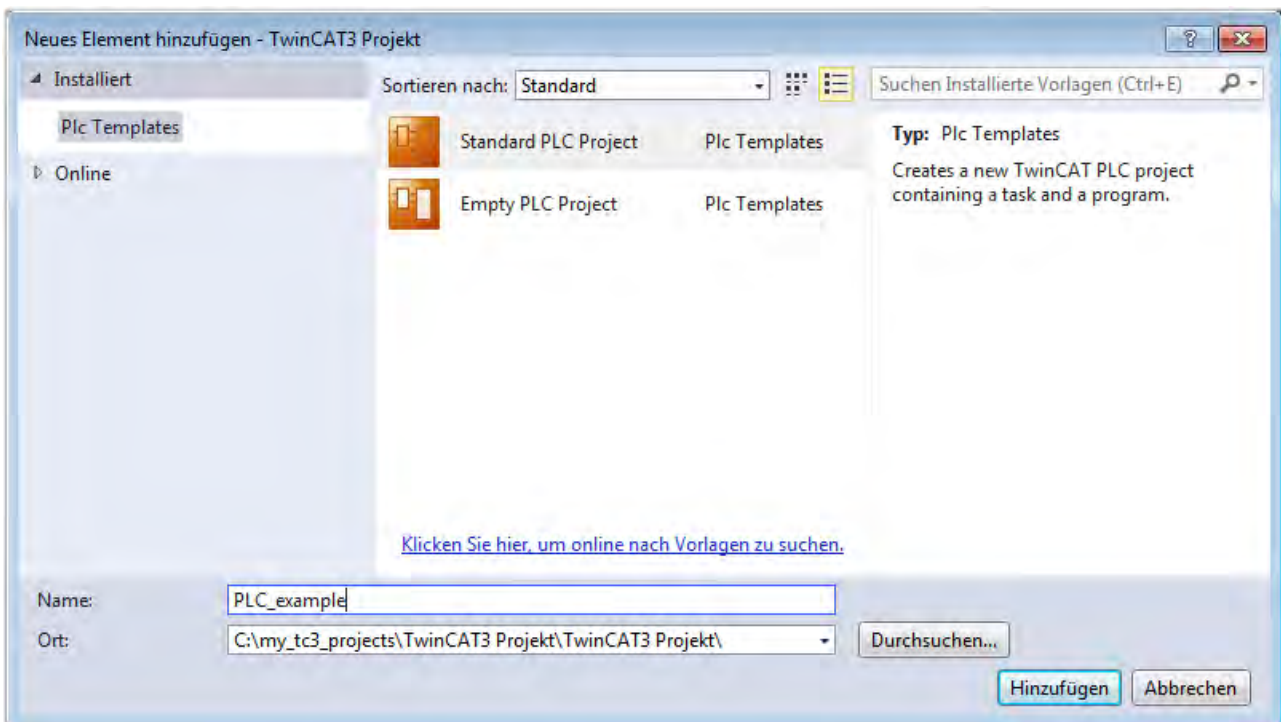 Neues Element hinzufügen - TwinCAT3 Projekt
Installiert
Plc Templates
Online
Sortieren nach: Standard
Suchen Installierte Vorlagen (Ctrl+E)
Standard PLC Project Plc Templates
Empty PLC Project Plc Templates
Typ: Plc Templates
Creates a new TwinCAT PLC project
containing a task and a program.
Klicken Sie hier, um online nach Vorlagen zu suchen.
Name: PLC_example
Ort: C:\my_tc3_projects\TwinCAT3 Projekt\TwinCAT3 Projekt\ Durchsuchen...
Hinzufügen Abbrechen